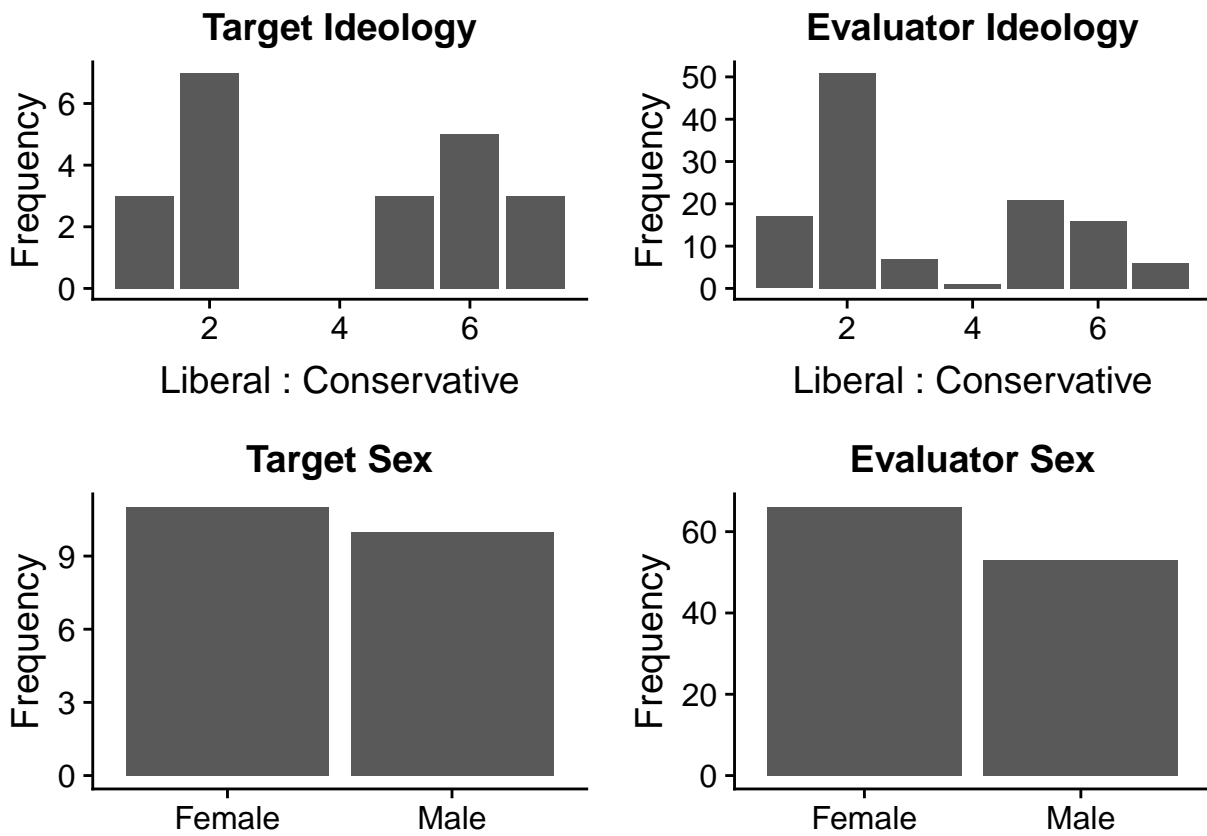 Target Ideology
Frequency
6
4
2
0
2 4 6
Liberal : Conservative
Evaluator Ideology
Frequency
50
40
30
20
10
0
2 4 6
Liberal : Conservative
Target Sex
Frequency
9
6
3
0
Female Male
Evaluator Sex
Frequency
60
40
20
0
Female Male